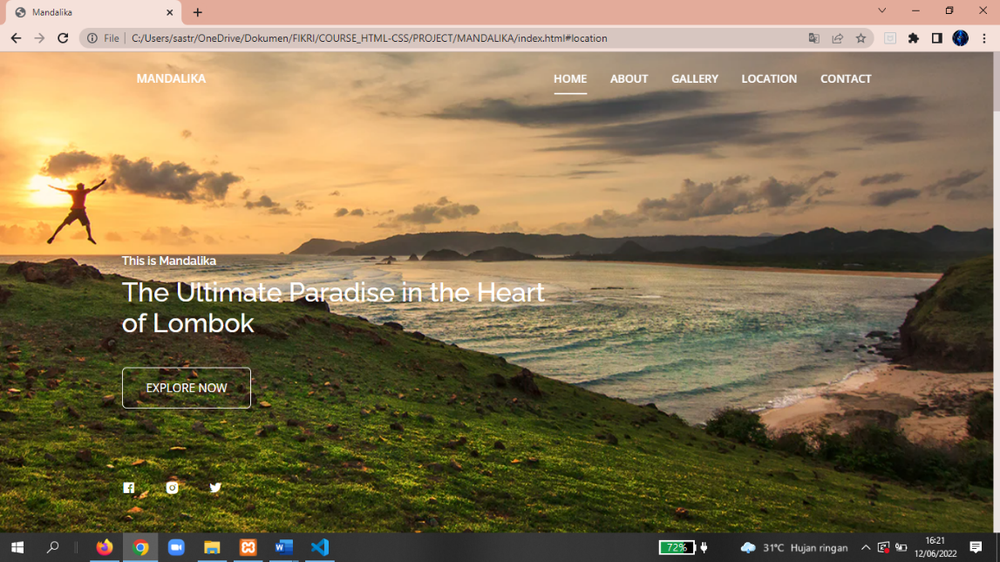 Mandalika
File
C:/Users/sastr/OneDrive/Dokumen/FIKRI/COURSE_HTML-CSS/PROJECT/MANDALIKA/index.html#location
MANDALIKA
HOME ABOUT GALLERY LOCATION CONTACT
This is Mandalika
The Ultimate Paradise in the Heart
of Lombok
EXPLORE NOW
72%
31°C Hujan ringan
16:21
12/06/2022